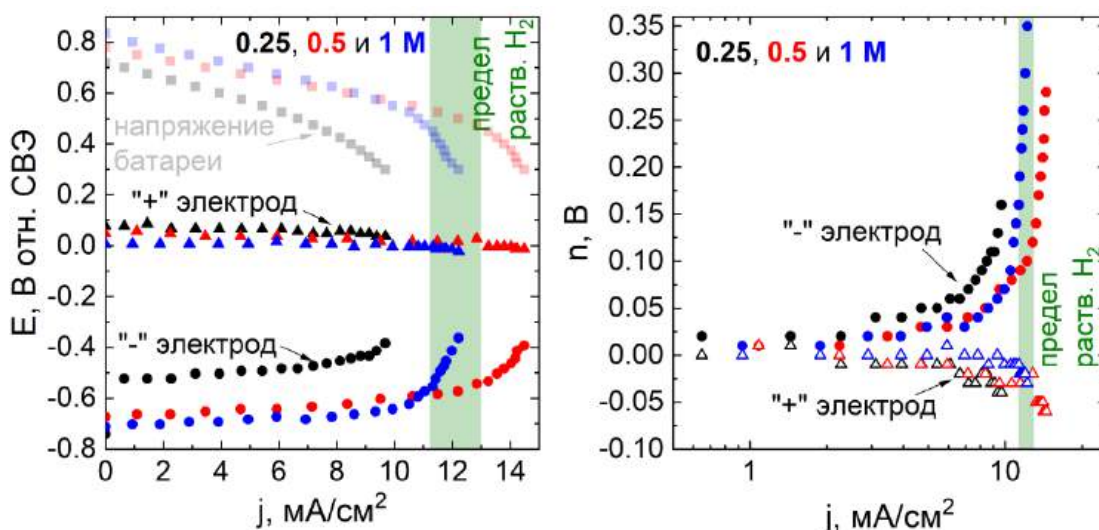 0.25, 0.5 и 1 М
предел
раств. H₂
напряжение
батареи
"+" электрод
"-" электрод
E, В отн. СВЭ
0.8
0.6
0.4
0.2
0.0
-0.2
-0.4
-0.6
-0.8
0 2 4 6 8 10 12 14
j, мА/см²
0.25, 0.5 и 1 М
"-" электрод
"+" электрод
предел
раств. H₂
n, В
0.35
0.30
0.25
0.20
0.15
0.10
0.05
0.00
-0.05
-0.10
1 10
j, мА/см²